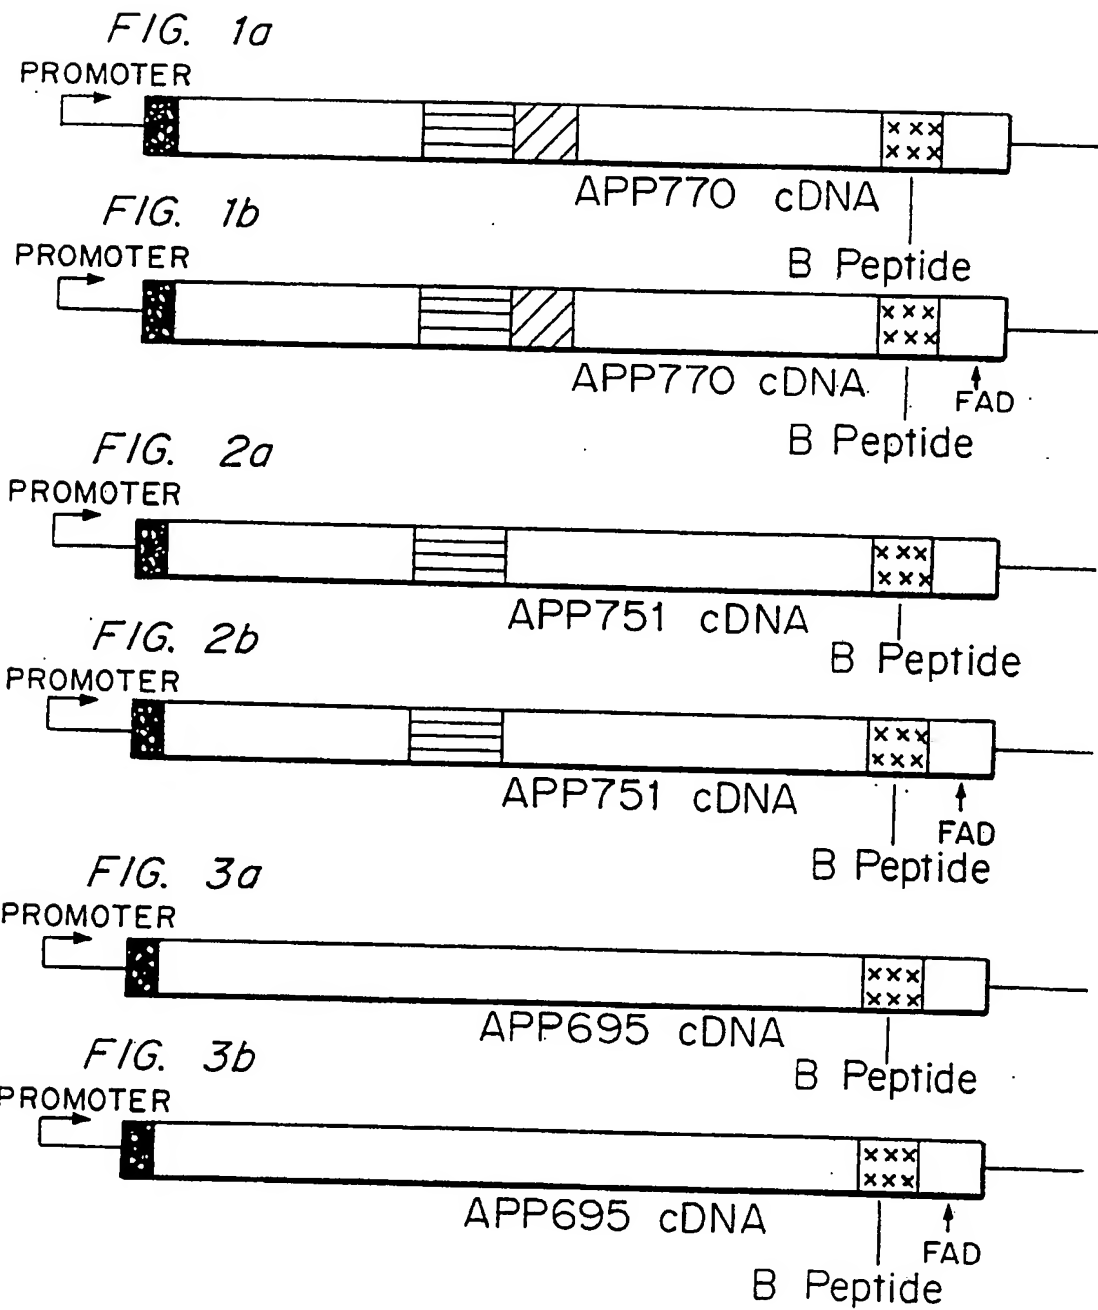 FIG. 1a
PROMOTER
APP770 cDNA
B Peptide
FIG. 1b
PROMOTER
APP770 cDNA
FAD
B Peptide
FIG. 2a
PROMOTER
APP751 cDNA
B Peptide
FIG. 2b
PROMOTER
APP751 cDNA
FAD
B Peptide
FIG. 3a
PROMOTER
APP695 cDNA
B Peptide
FIG. 3b
PROMOTER
APP695 cDNA
FAD
B Peptide